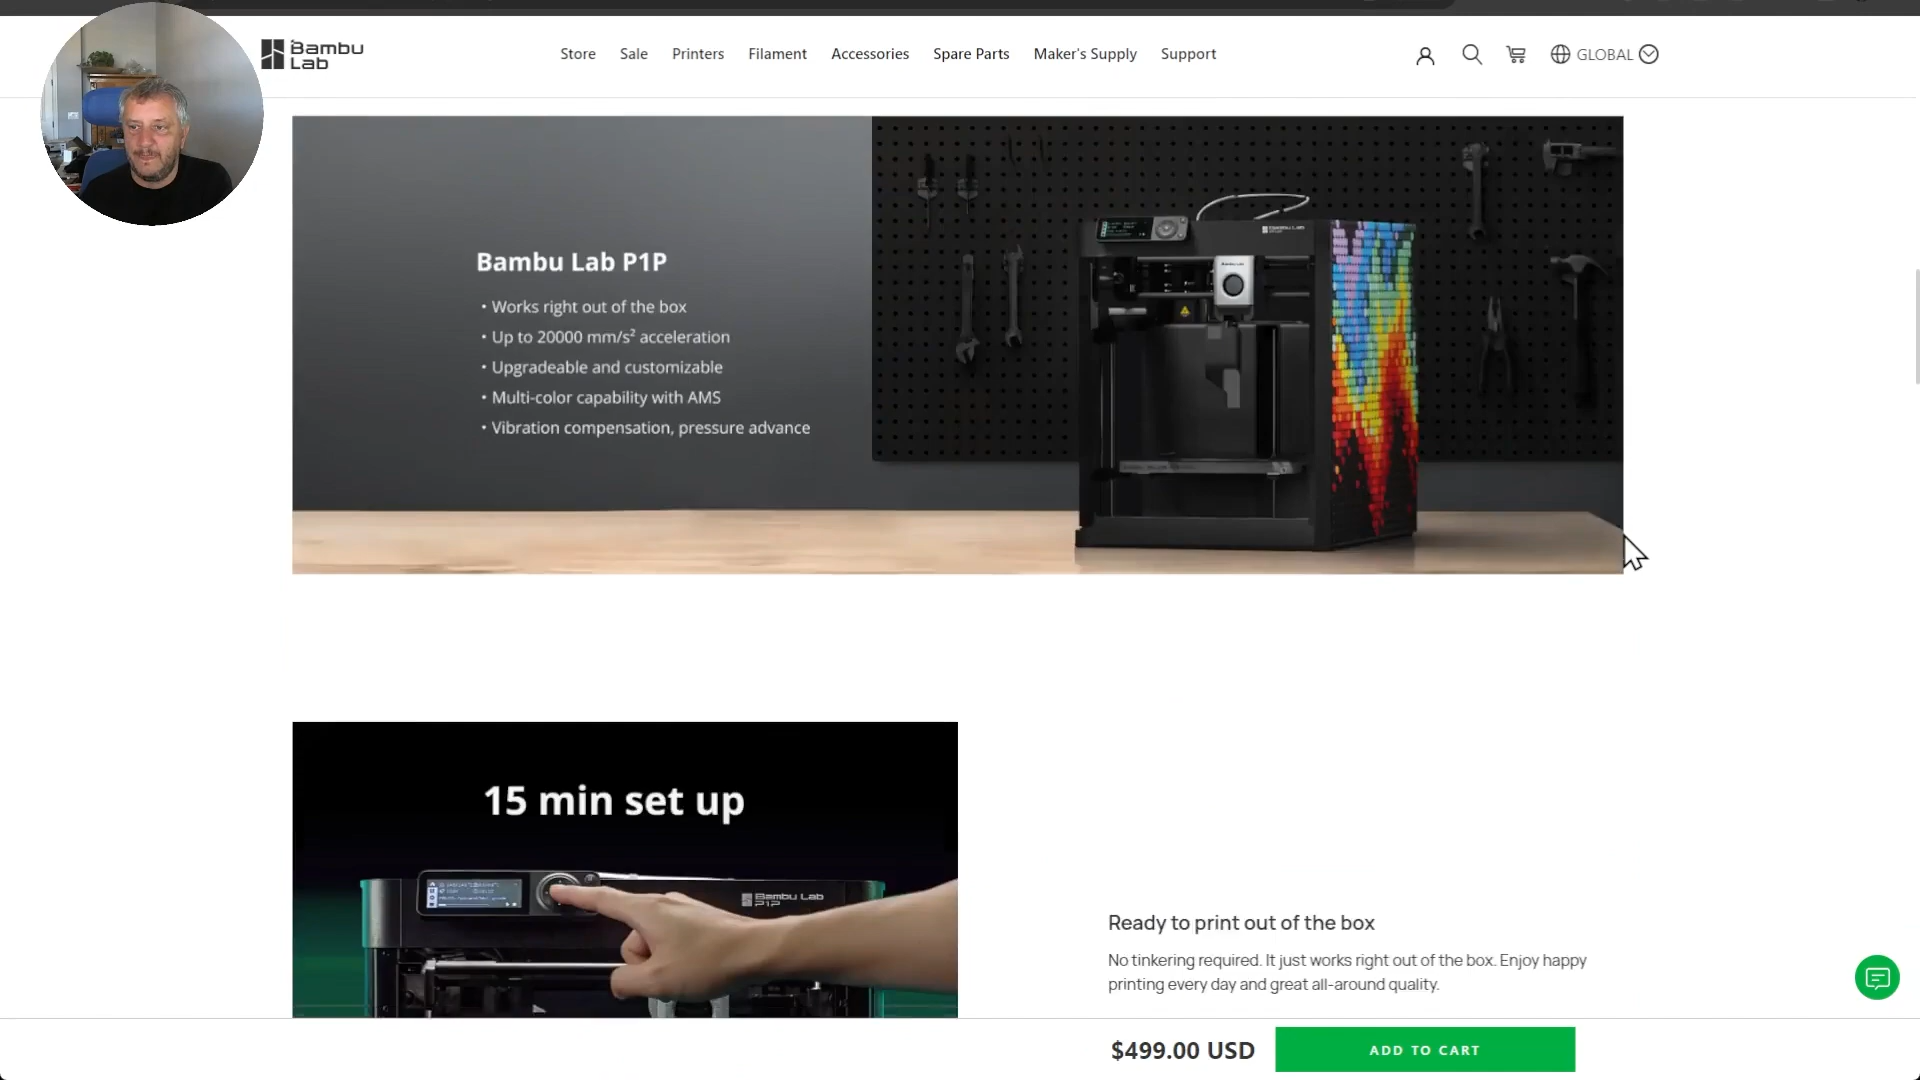 Bambu Lab
Store Sale Printers Filament Accessories Spare Parts Maker's Supply Support
GLOBAL
Bambu Lab P1P
• Works right out of the box
• Up to 20000 mm/s² acceleration
• Upgradeable and customizable
• Multi-color capability with AMS
• Vibration compensation, pressure advance
Bambu Lab
15 min set up
Bambu Lab
P1P
Ready to print out of the box
No tinkering required. It just works right out of the box. Enjoy happy
printing every day and great all-around quality.
$499.00 USD
ADD TO CART